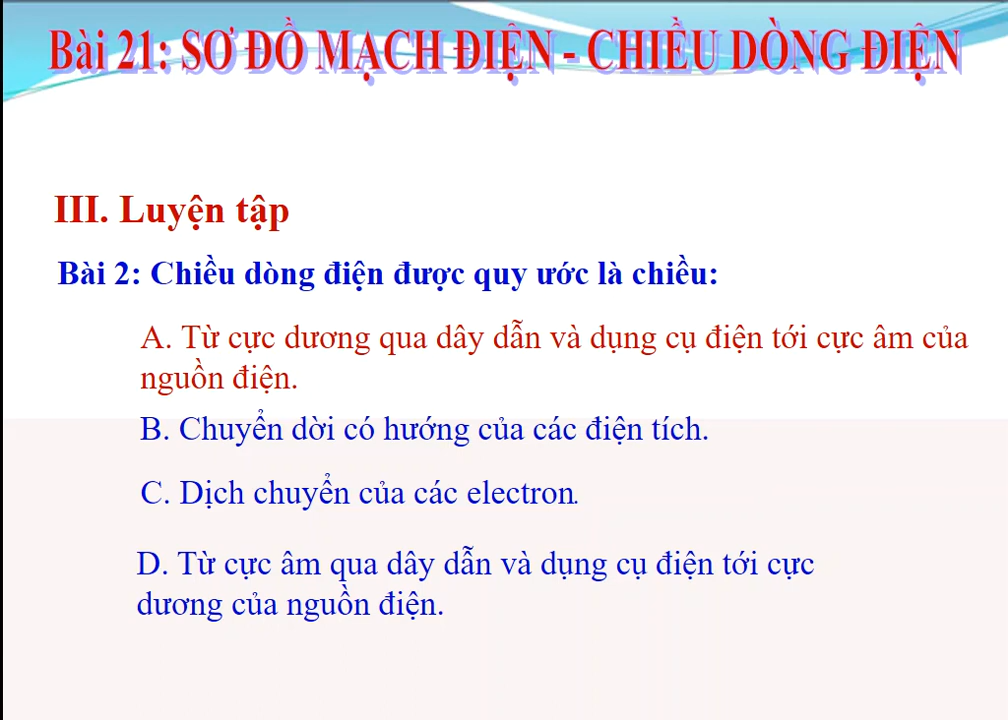 Bài 21: SƠ ĐỒ MẠCH ĐIỆN - CHIỀU DÒNG ĐIỆN
III. Luyện tập
Bài 2: Chiều dòng điện được quy ước là chiều:
A. Từ cực dương qua dây dẫn và dụng cụ điện tới cực âm của
nguồn điện.
B. Chuyển dời có hướng của các điện tích.
C. Dịch chuyển của các electron.
D. Từ cực âm qua dây dẫn và dụng cụ điện tới cực
dương của nguồn điện.